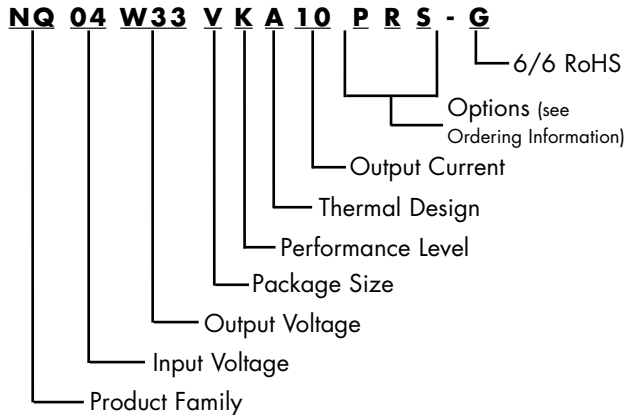 NQ 04 W33 V K A 10 P R S - G
6/6 RoHS
Options (see
Ordering Information)
Output Current
Thermal Design
Performance Level
Package Size
Output Voltage
Input Voltage
Product Family